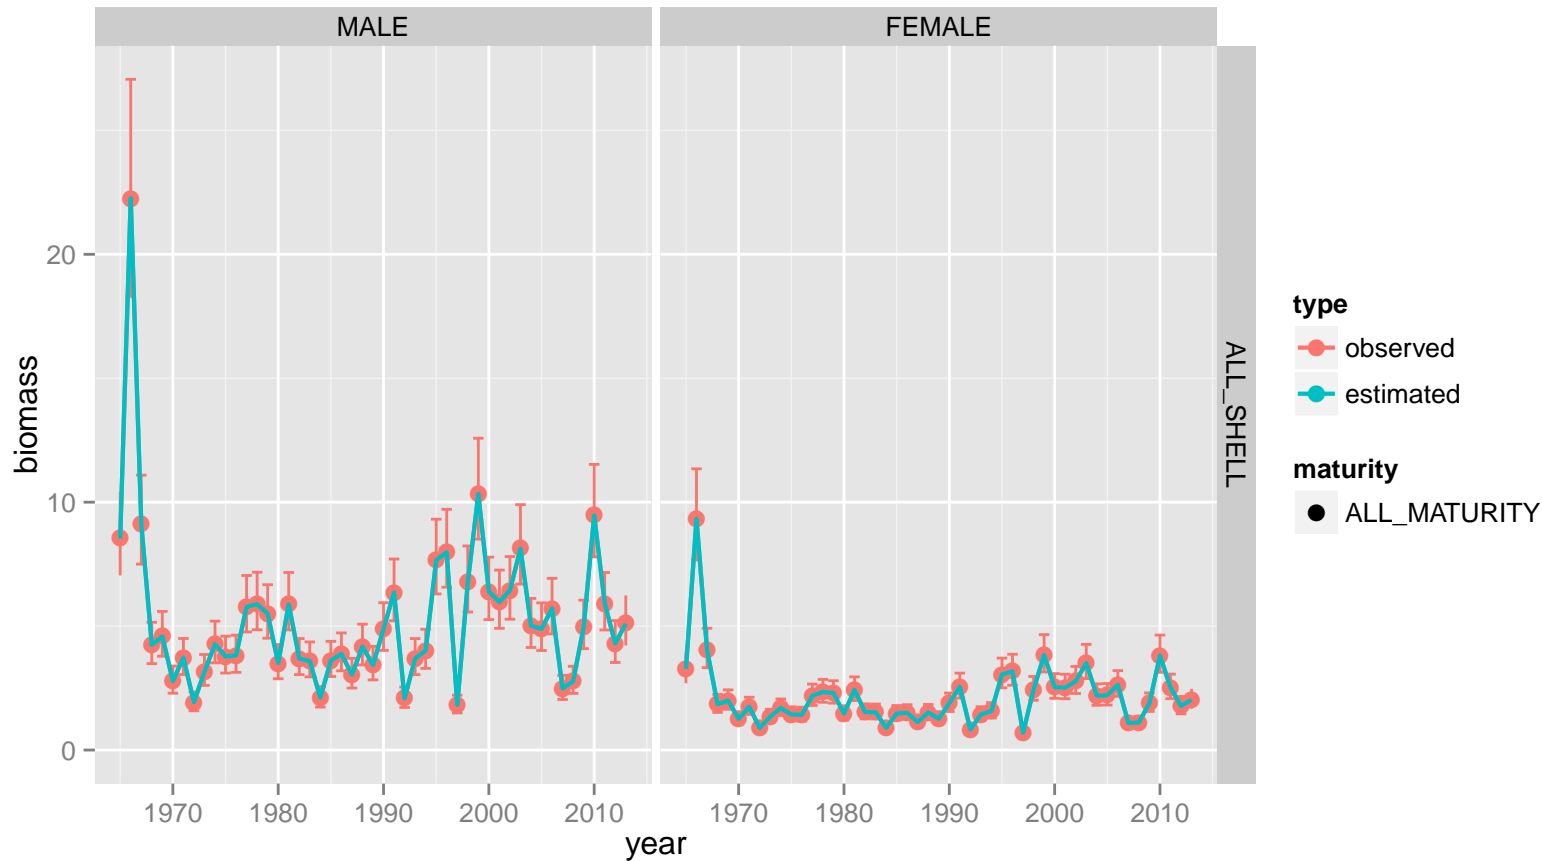 MALE
FEMALE
ALL_SHELL
biomass
20
10
0
1970 1980 1990 2000 2010
1970 1980 1990 2000 2010
year
type
observed
estimated
maturity
ALL_MATURITY